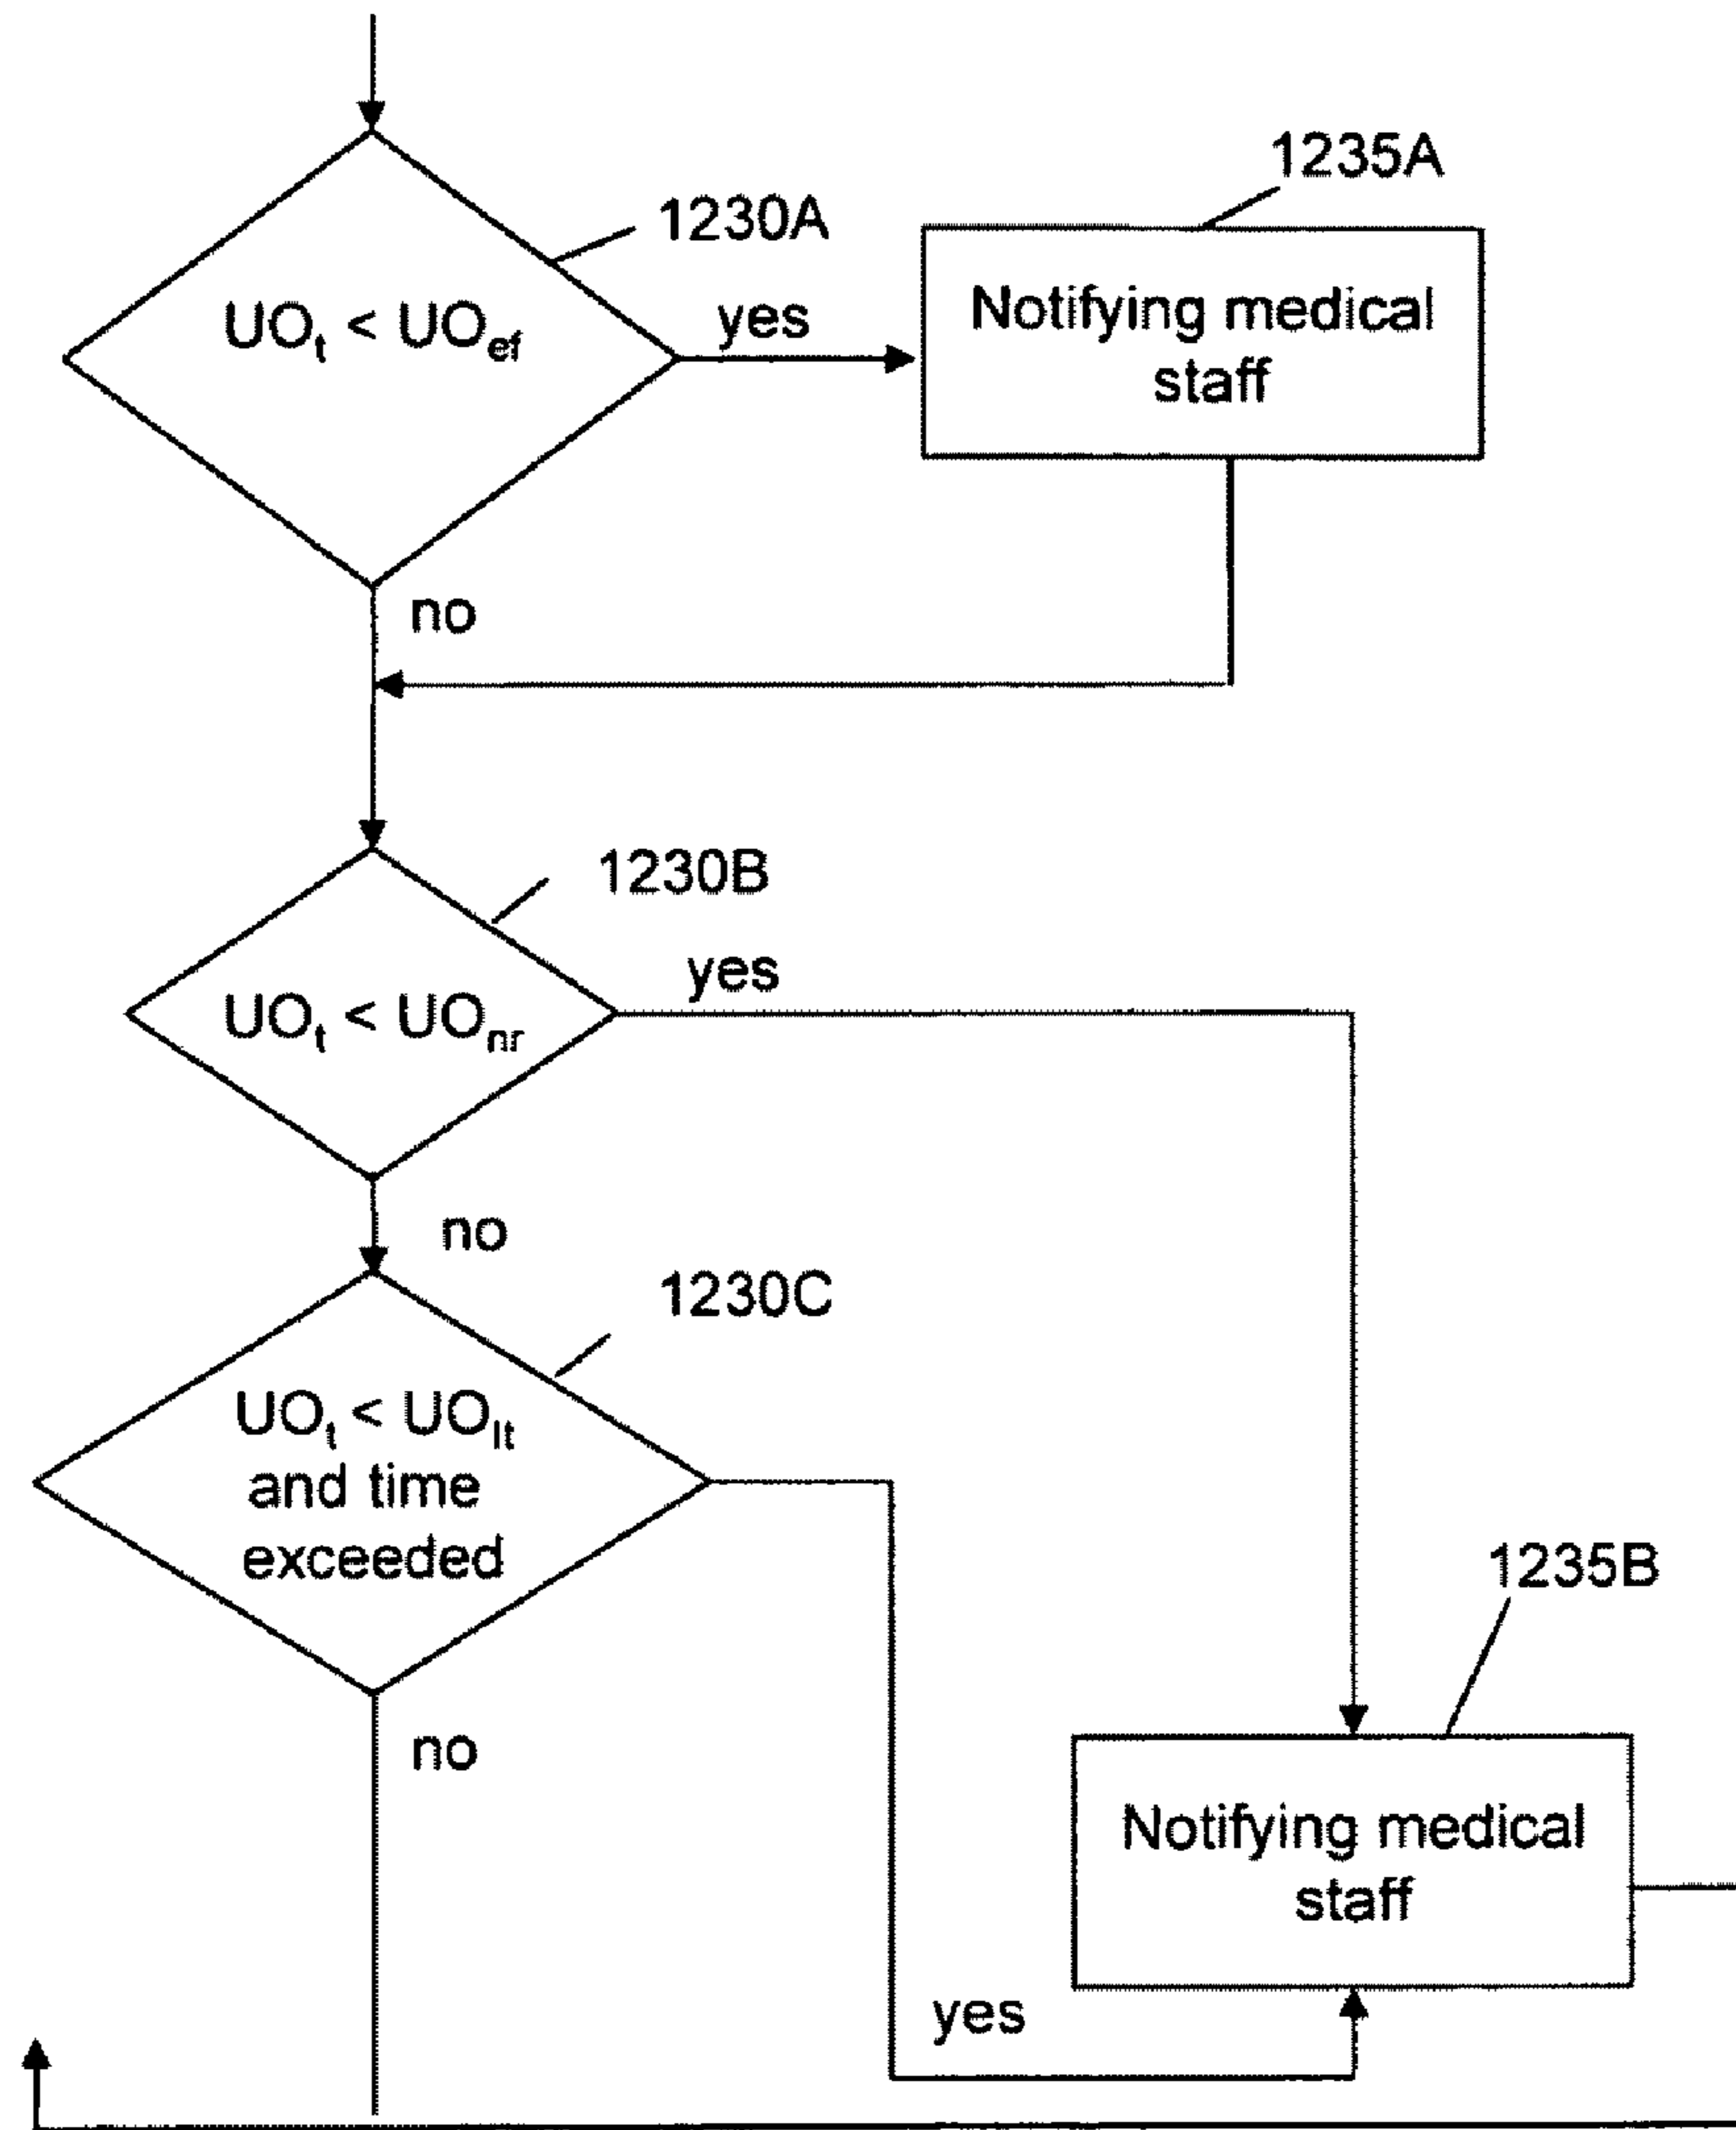 1235A
1230A
UOt < UOef
yes
Notifying medical
staff
no
1230B
yes
UOt < UOnr
no
1230C
UOt < UOlt
and time
exceeded
1235B
no
Notifying medical
staff
yes